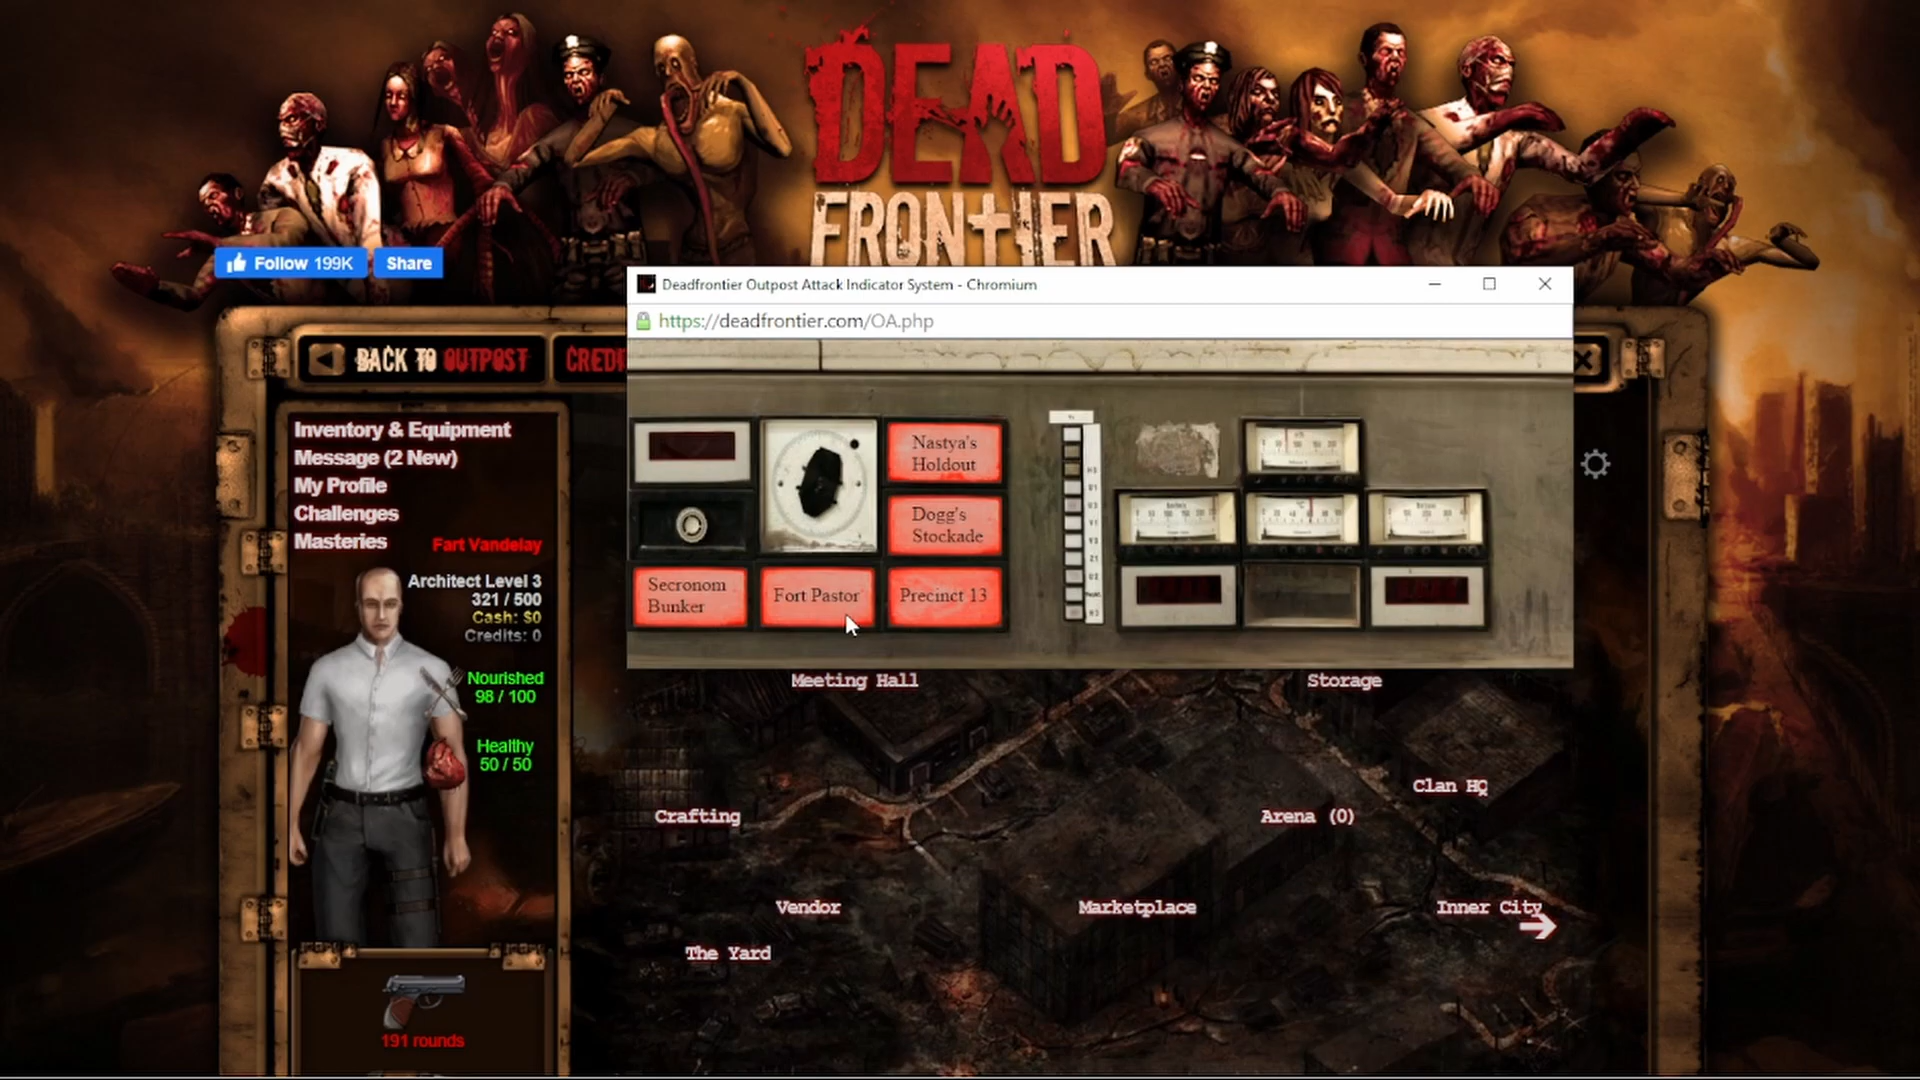 DEAD
FRONTIER
Follow 199K
Share
Deadfrontier Outpost Attack Indicator System - Chromium
https://deadfrontier.com/OA.php
BACK TO OUTPOST
Inventory & Equipment
Message (2 New)
My Profile
Challenges
Masteries
Fart Vandelay
Architect Level 3
321 / 500
Cash: $0
Credits: 0
Nourished
98 / 100
Healthy
50 / 50
191 rounds
Nastya's
Holdout
Dogg's
Stockade
Secronom
Bunker
Fort Pastor
Precinct 13
Meeting Hall
Storage
Clan HQ
Crafting
Arena (0)
Vendor
Marketplace
Inner City
The Yard